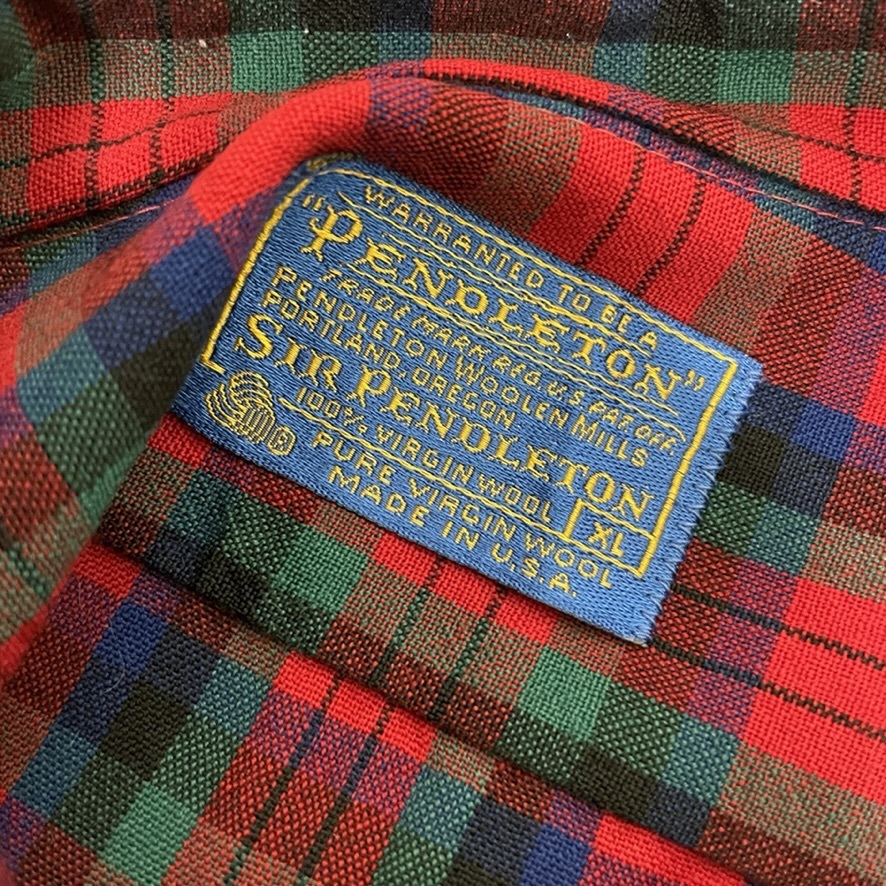 WARRANTED TO BE A
"PENDLETON"
TRADE MARK REG U.S. PAT OFF.
PENDLETON WOOLEN MILLS
PORTLAND, OREGON
SIR PENDLETON
100% VIRGIN WOOL
XL
PURE VIRGIN WOOL
MADE IN U.S.A.